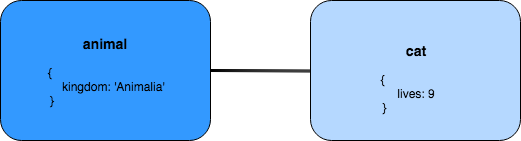 animal
{
kingdom: 'Animalia'
}
cat
{
lives: 9
}